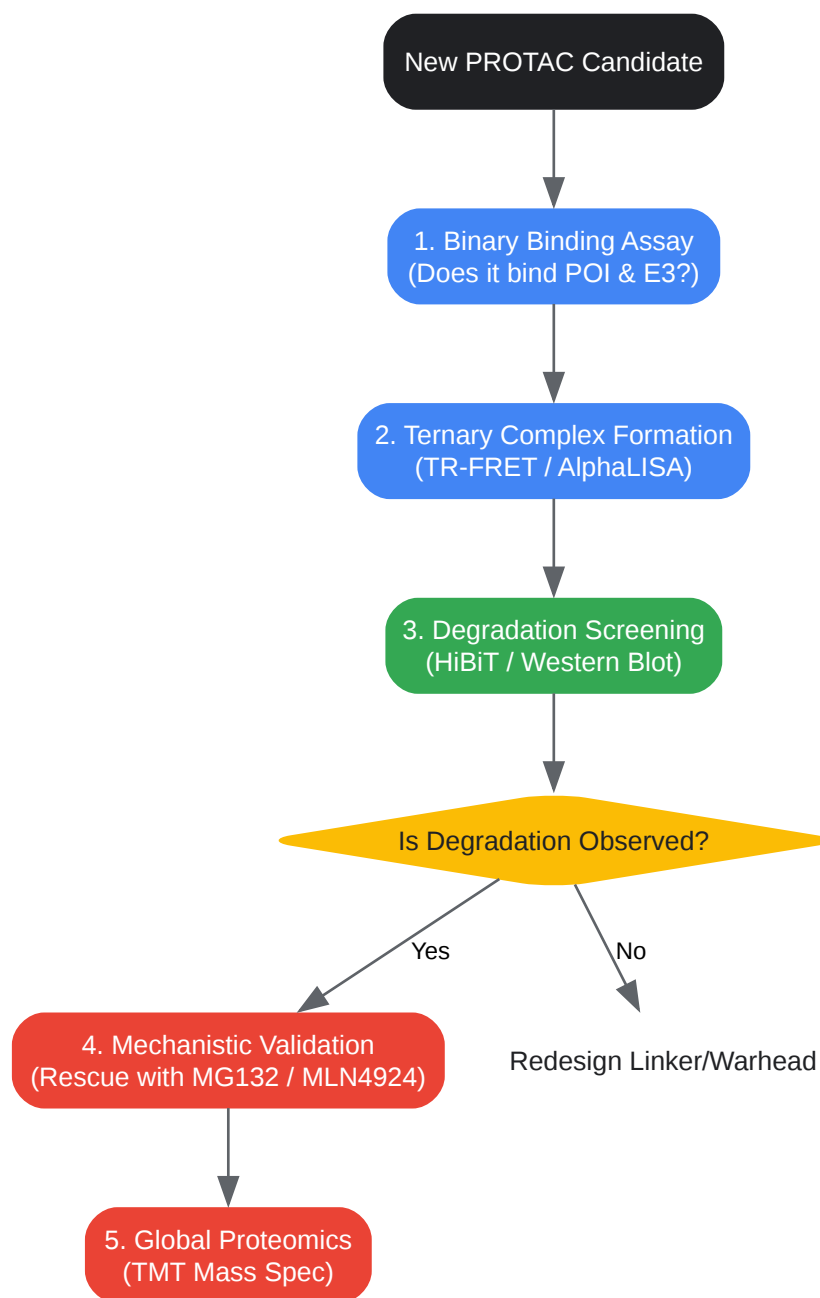 New PROTAC Candidate
1. Binary Binding Assay
(Does it bind POI & E3?)
2. Ternary Complex Formation
(TR-FRET / AlphaLISA)
3. Degradation Screening
(HiBiT / Western Blot)
Is Degradation Observed?
Yes
No
4. Mechanistic Validation
(Rescue with MG132 / MLN4924)
Redesign Linker/Warhead
5. Global Proteomics
(TMT Mass Spec)